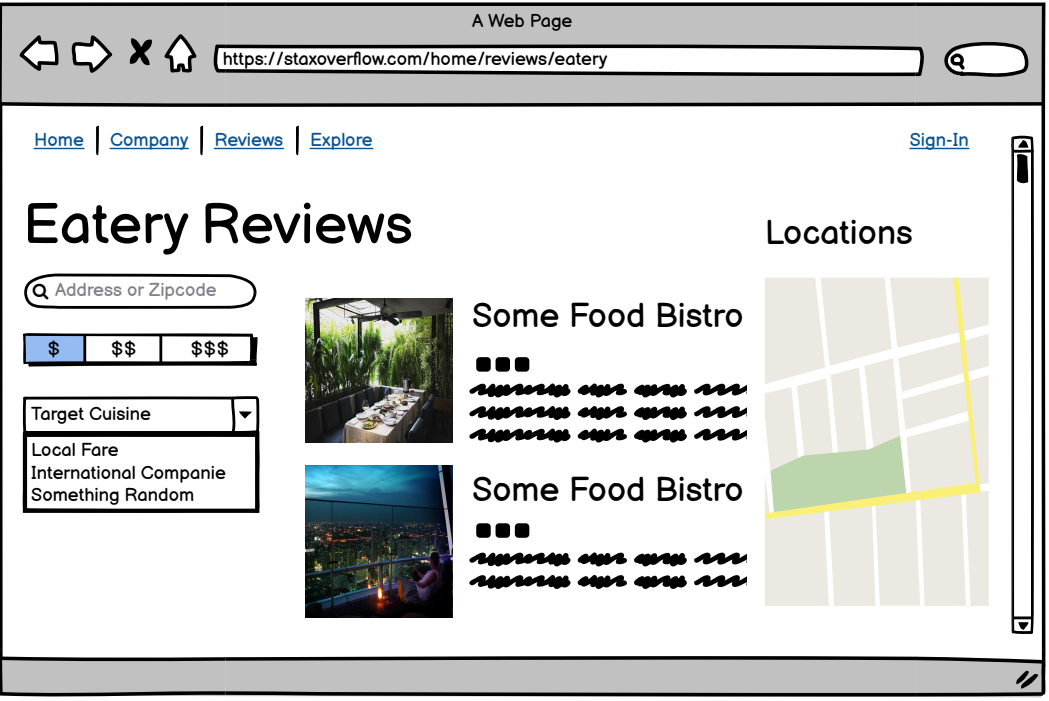 A Web Page
https://staxoverflow.com/home/reviews/eatery
Home Company Reviews Explore Sign-In
Eatery Reviews
Locations
Address or Zipcode
$ $$ $$$
Target Cuisine
Local Fare
International Companie
Something Random
Some Food Bistro
Some Food Bistro